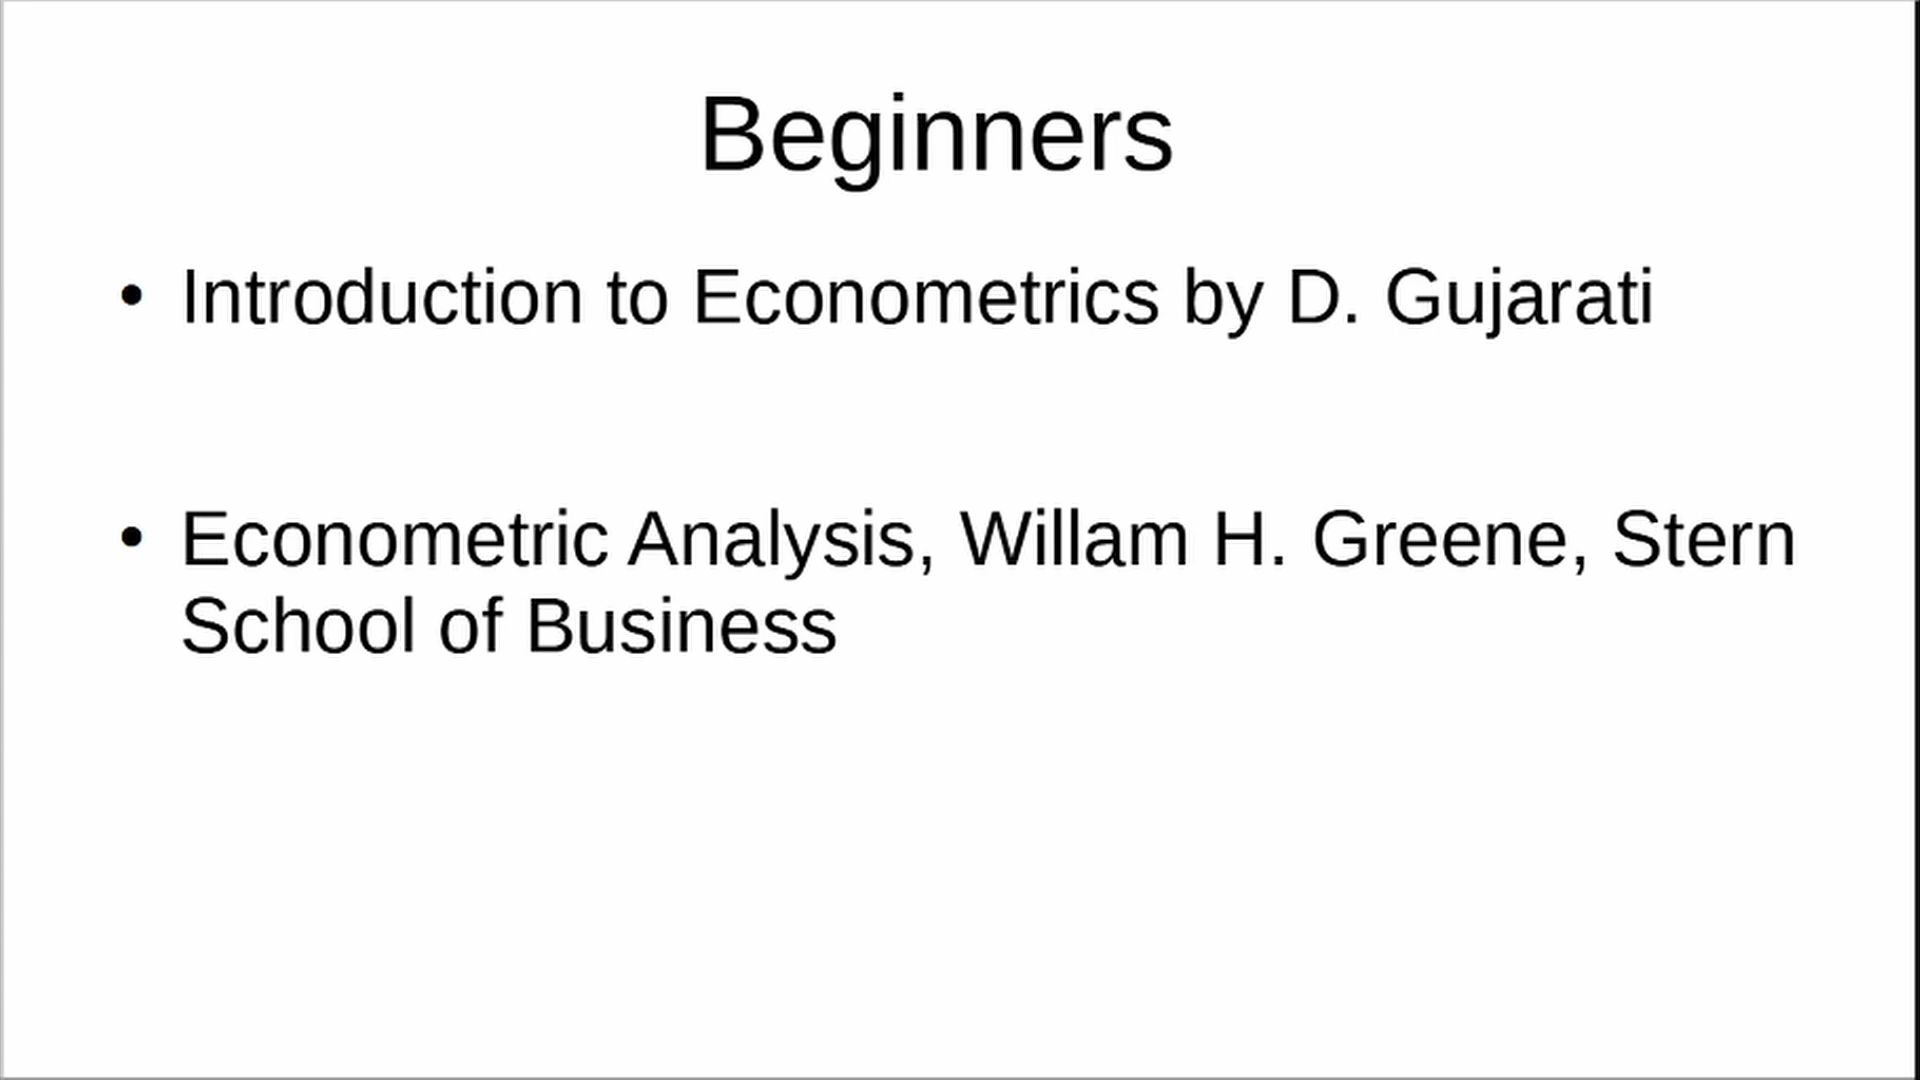 Beginners
• Introduction to Econometrics by D. Gujarati
• Econometric Analysis, Willam H. Greene, Stern
School of Business